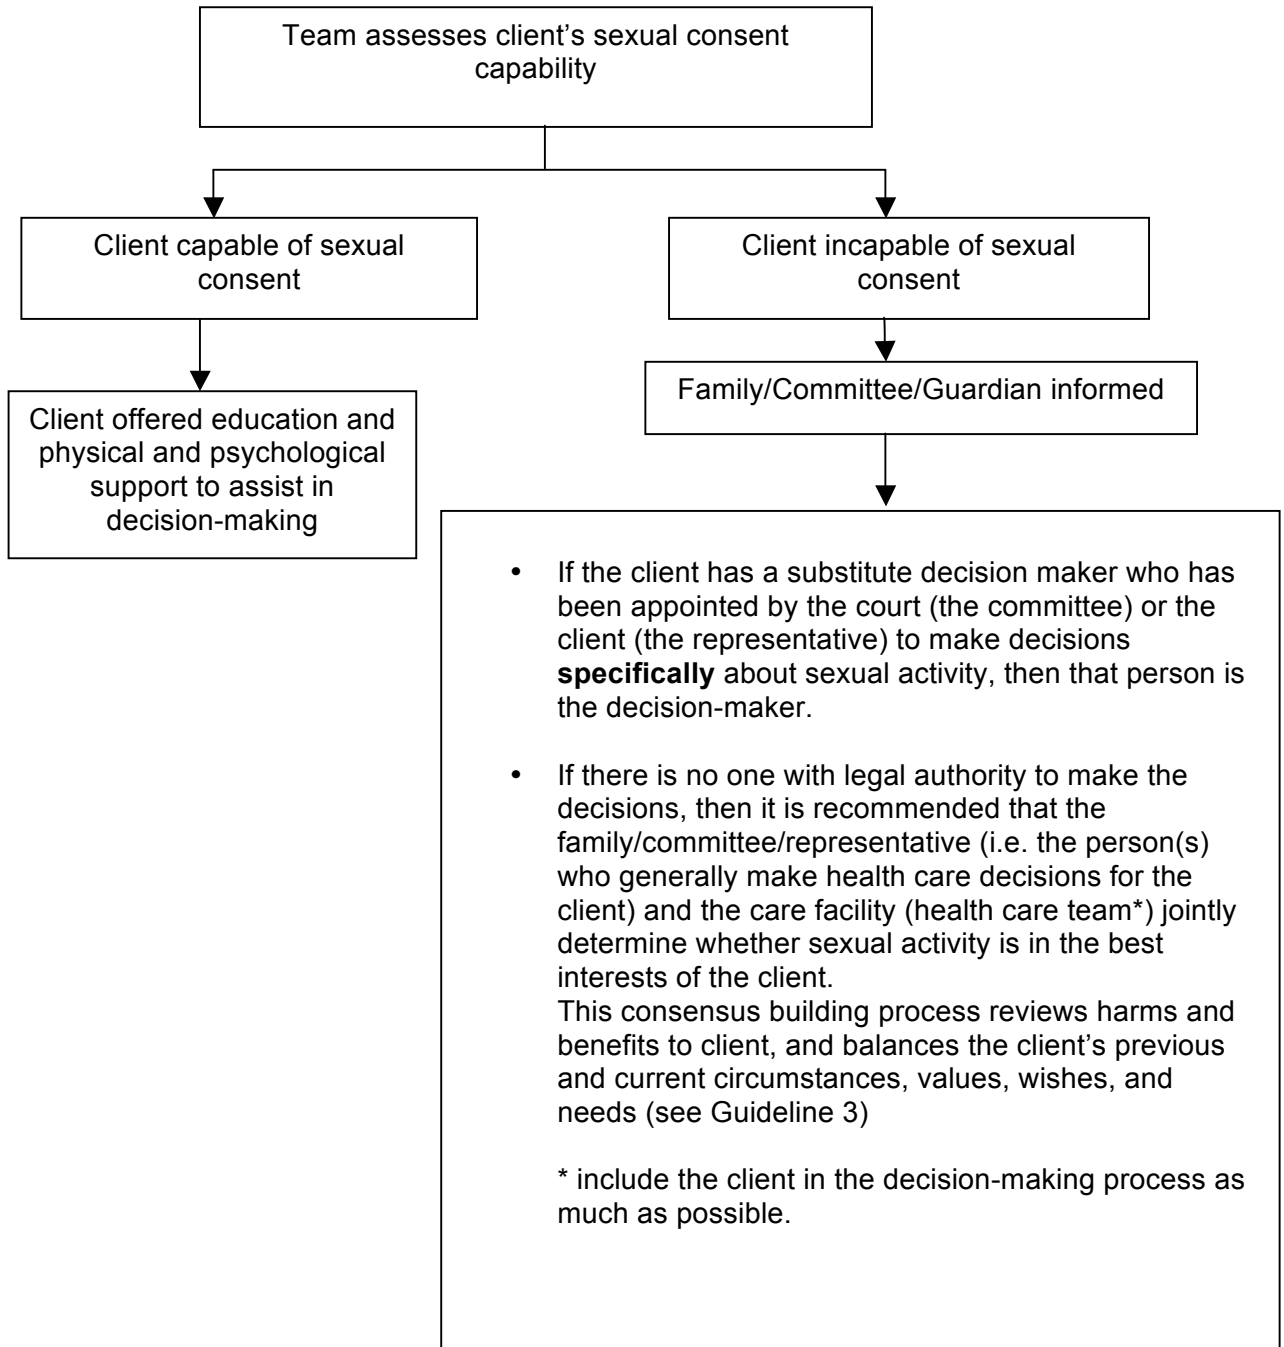 Team assesses client’s sexual consent
capability
Client capable of sexual
consent
Client incapable of sexual
consent
Client offered education and
physical and psychological
support to assist in
decision-making
Family/Committee/Guardian informed
• If the client has a substitute decision maker who has
been appointed by the court (the committee) or the
client (the representative) to make decisions
specifically about sexual activity, then that person is
the decision-maker.
• If there is no one with legal authority to make the
decisions, then it is recommended that the
family/committee/representative (i.e. the person(s)
who generally make health care decisions for the
client) and the care facility (health care team*) jointly
determine whether sexual activity is in the best
interests of the client.
This consensus building process reviews harms and
benefits to client, and balances the client’s previous
and current circumstances, values, wishes, and
needs (see Guideline 3)
* include the client in the decision-making process as
much as possible.